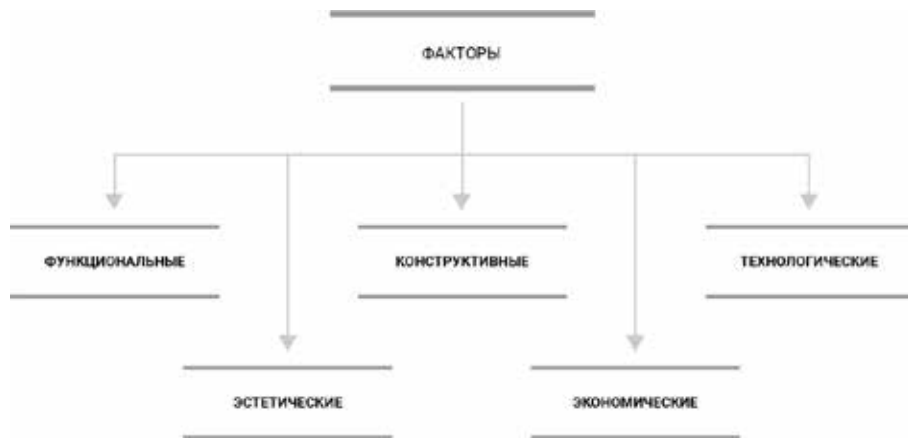 ФАКТОРЫ
ФУНКЦИОНАЛЬНЫЕ
КОНСТРУКТИВНЫЕ
ТЕХНОЛОГИЧЕСКИЕ
ЭСТЕТИЧЕСКИЕ
ЭКОНОМИЧЕСКИЕ